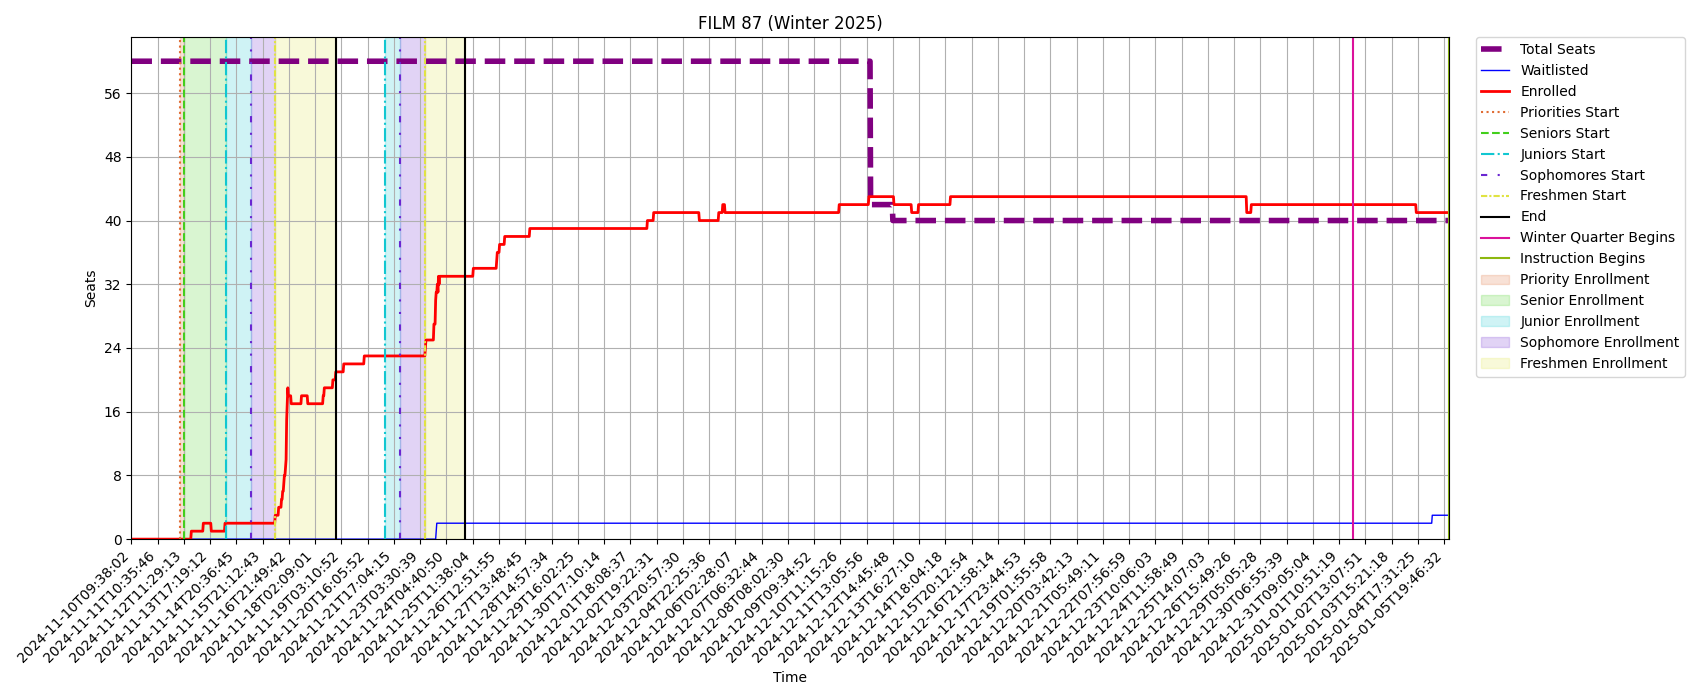 FILM 87 (Winter 2025)
Seats
56
48
40
32
24
16
8
0
2024-11-10T09:38:02
2024-11-11T10:35:46
2024-11-12T11:29:13
2024-11-13T17:19:12
2024-11-14T20:36:45
2024-11-15T21:12:43
2024-11-16T21:49:42
2024-11-18T02:09:01
2024-11-19T03:10:52
2024-11-20T16:05:52
2024-11-21T17:04:15
2024-11-23T03:30:39
2024-11-24T04:40:50
2024-11-25T11:38:04
2024-11-26T12:51:55
2024-11-27T13:48:45
2024-11-28T14:57:34
2024-11-29T16:02:25
2024-11-30T17:10:14
2024-12-01T18:08:37
2024-12-02T19:22:31
2024-12-03T20:57:30
2024-12-04T22:25:36
2024-12-06T02:28:07
2024-12-07T06:32:44
2024-12-08T08:02:30
2024-12-09T09:34:52
2024-12-10T11:15:26
2024-12-11T13:05:56
2024-12-12T14:45:48
2024-12-13T16:27:10
2024-12-14T18:04:18
2024-12-15T20:12:54
2024-12-16T21:58:14
2024-12-17T23:44:53
2024-12-19T01:55:58
2024-12-20T03:42:13
2024-12-21T05:49:11
2024-12-22T07:56:59
2024-12-23T10:06:03
2024-12-24T11:58:49
2024-12-25T14:07:03
2024-12-26T15:49:26
2024-12-29T05:05:28
2024-12-30T06:55:39
2024-12-31T09:05:04
2025-01-01T10:51:19
2025-01-02T13:07:51
2025-01-03T15:21:18
2025-01-04T17:31:25
2025-01-05T19:46:32
Time
Total Seats
Waitlisted
Enrolled
Priorities Start
Seniors Start
Juniors Start
Sophomores Start
Freshmen Start
End
Winter Quarter Begins
Instruction Begins
Priority Enrollment
Senior Enrollment
Junior Enrollment
Sophomore Enrollment
Freshmen Enrollment